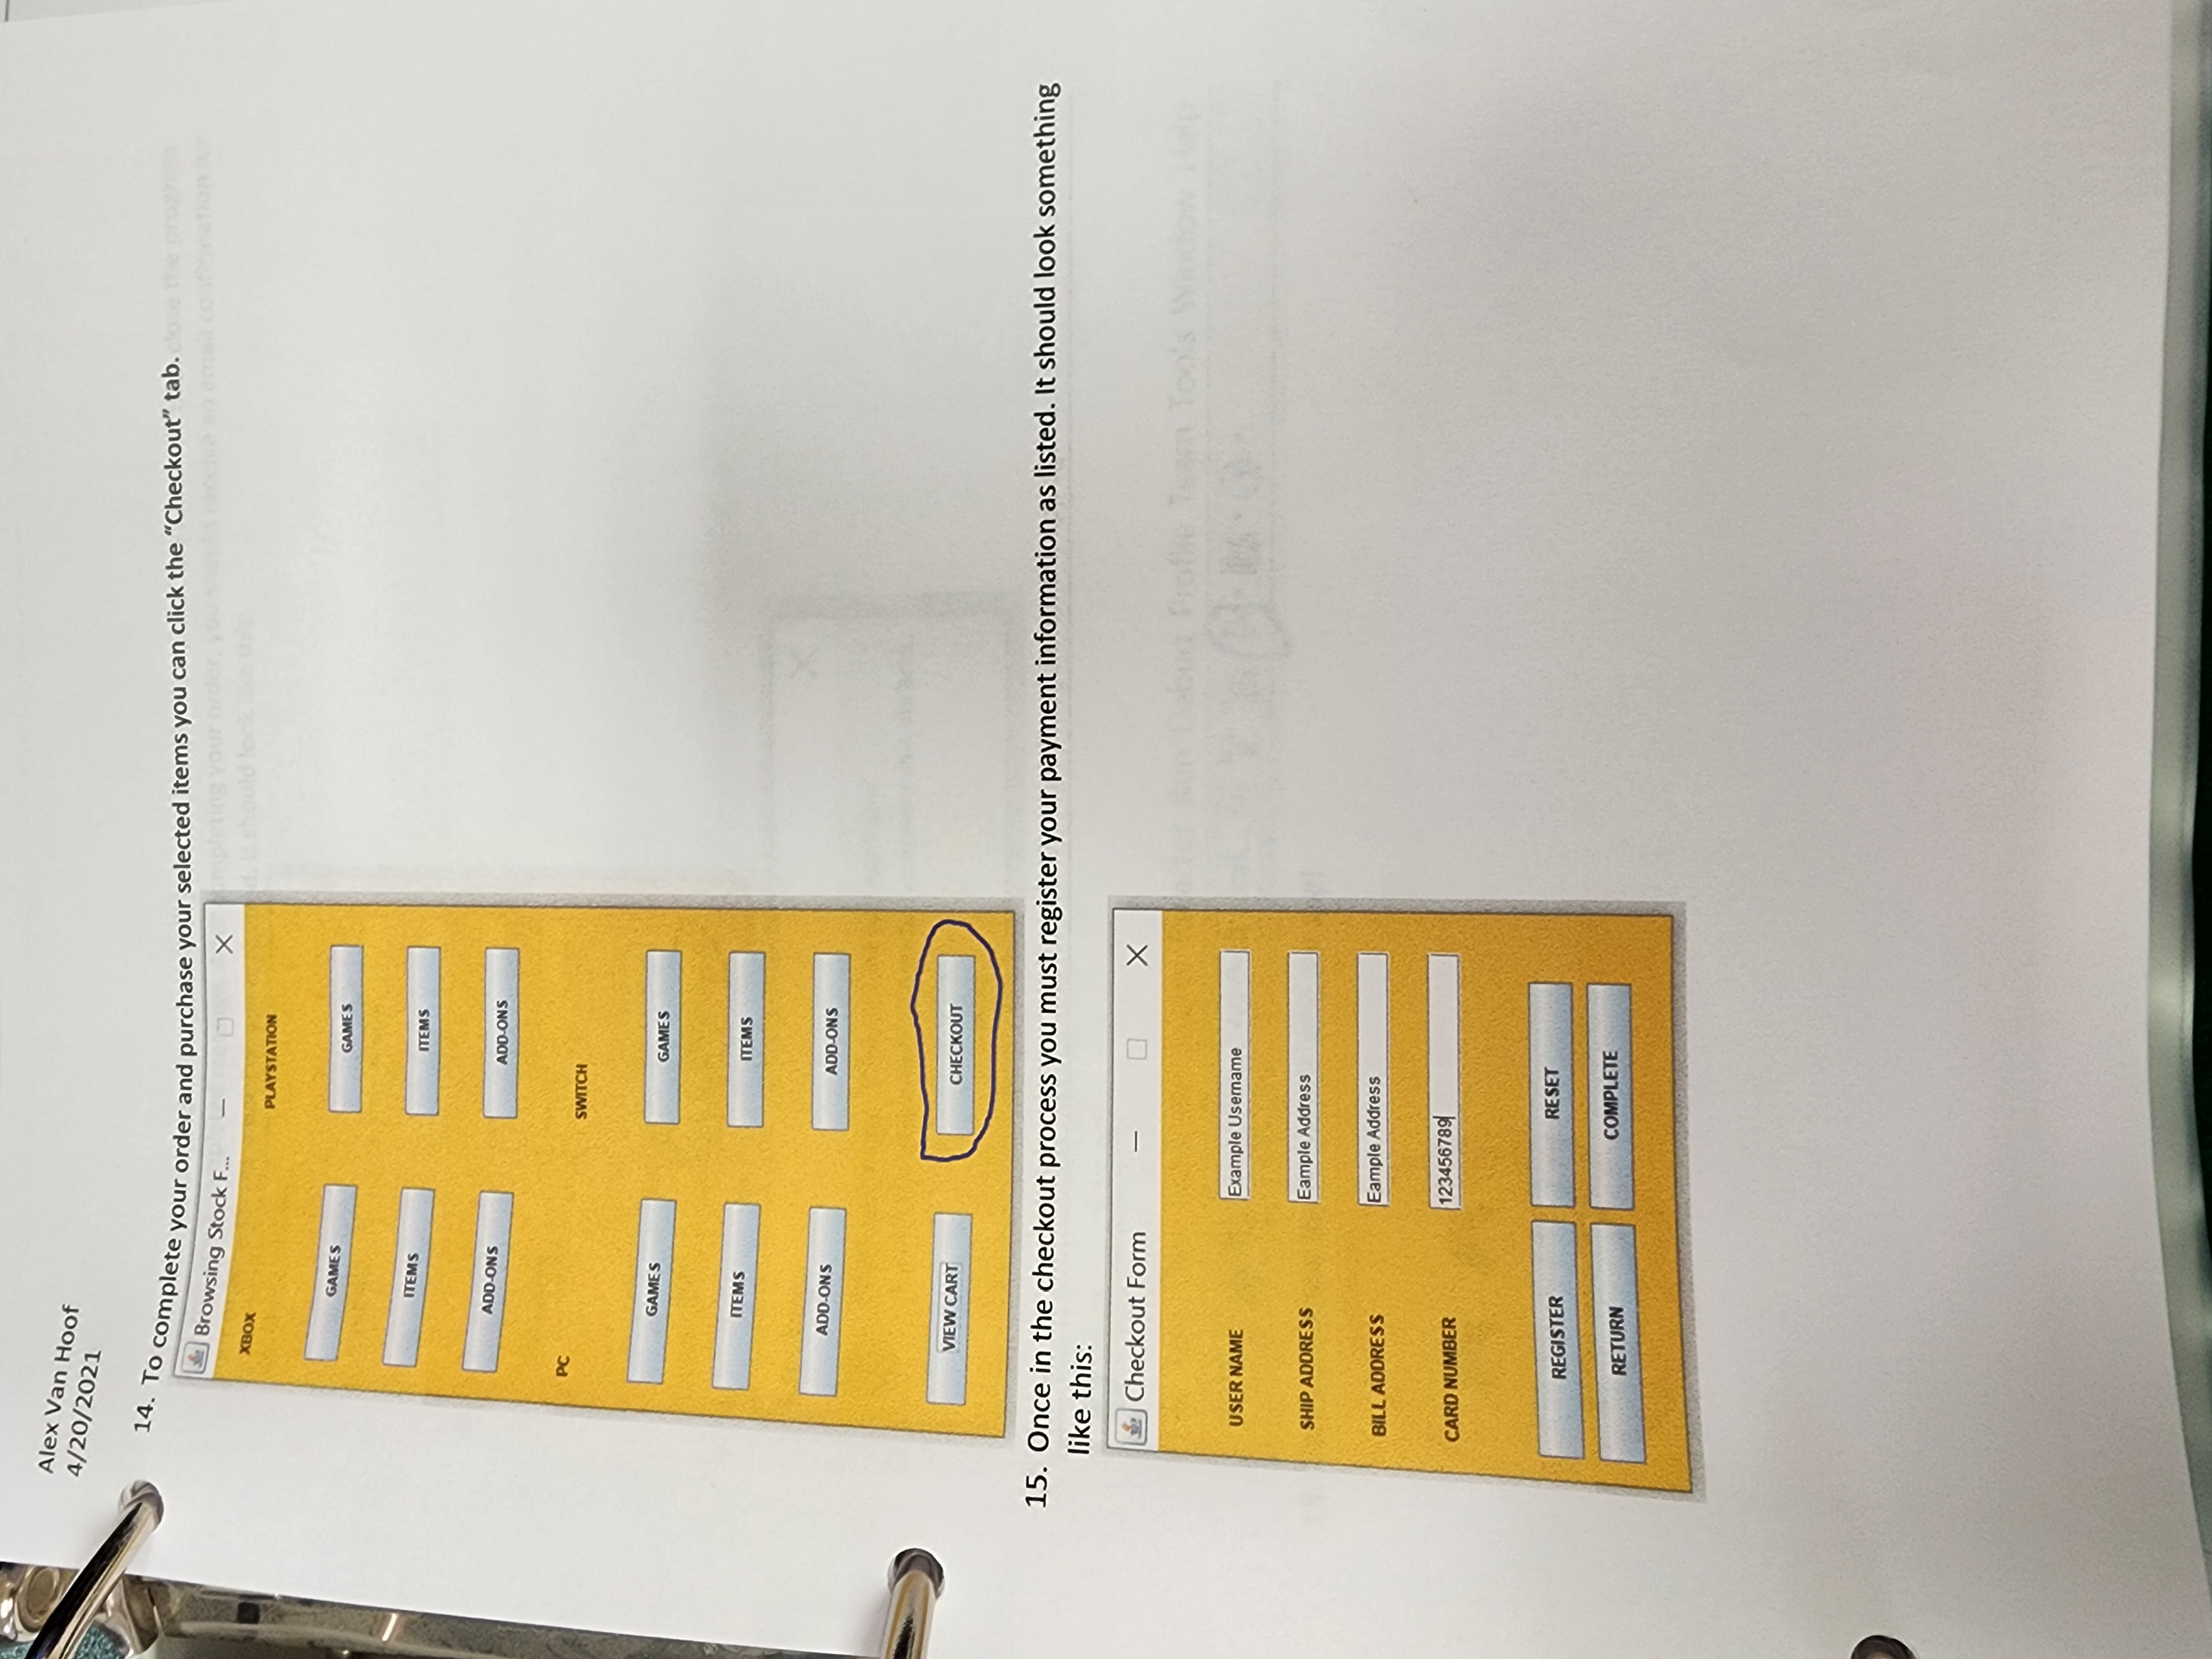 Alex Van Hoof
4/20/2021
14. To complete your order and purchase your selected items you can click the “Checkout” tab.
Browsing Stock F...
XBOX
PLAYSTATION
GAMES
GAMES
ITEMS
ITEMS
ADD-ONS
ADD-ONS
PC
SWITCH
GAMES
GAMES
ITEMS
ITEMS
ADD-ONS
ADD-ONS
VIEW CART
CHECKOUT
15. Once in the checkout process you must register your payment information as listed. It should look something
like this:
Checkout Form
USER NAME Example Username
SHIP ADDRESS Eample Address
BILL ADDRESS Eample Address
CARD NUMBER 123456789
REGISTER RESET
RETURN COMPLETE